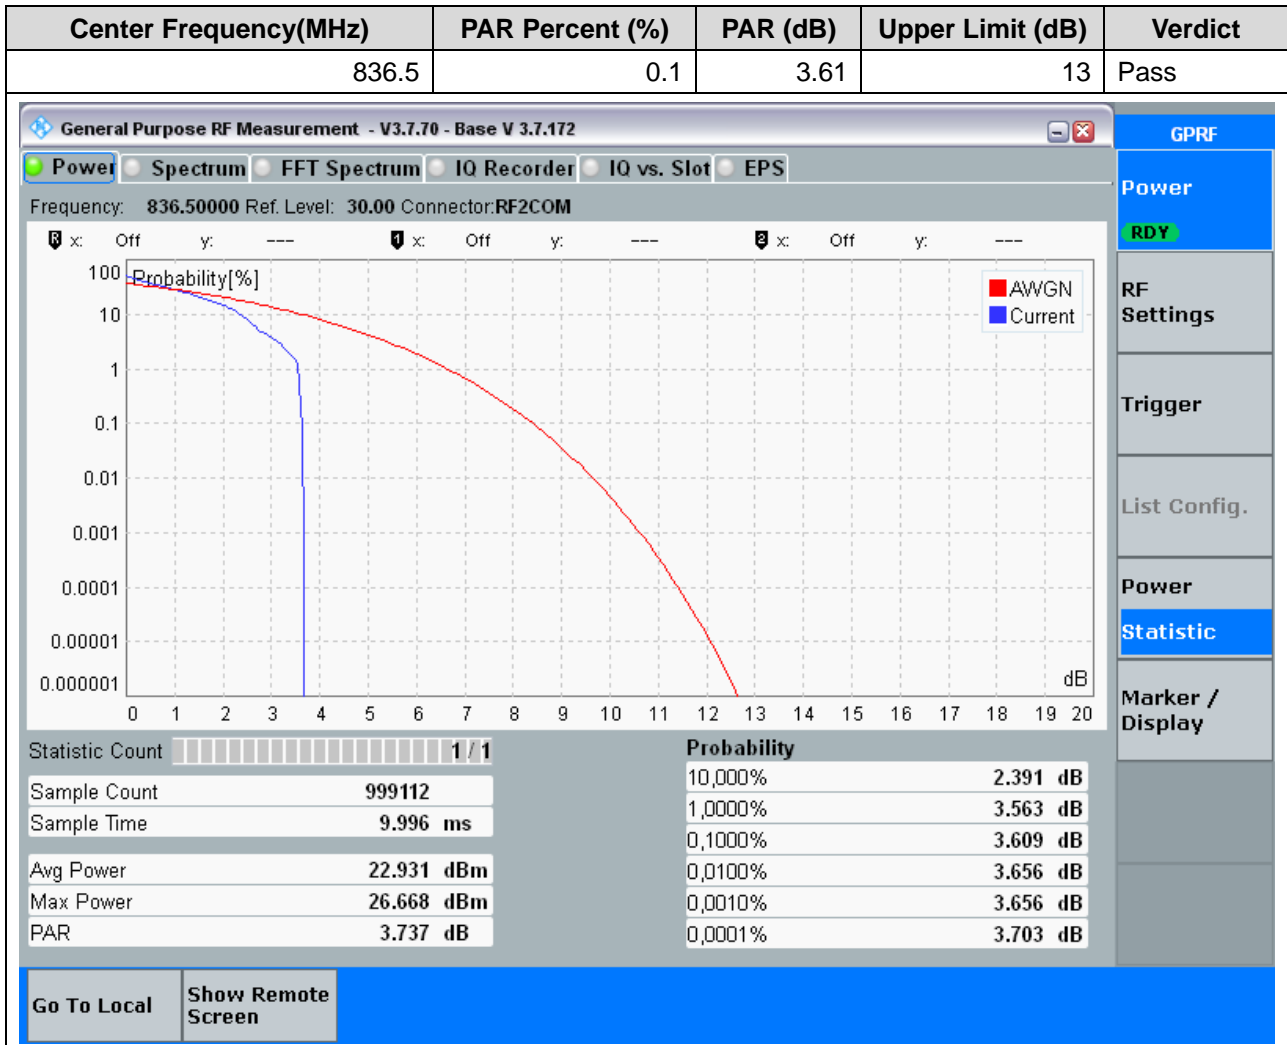 Center Frequency(MHz) PAR Percent (%) PAR (dB) Upper Limit (dB) Verdict
836.5 0.1 3.61 13 Pass
General Purpose RF Measurement - V3.7.70 - Base V 3.7.172
GPRF
Power Spectrum FFT Spectrum IQ Recorder IQ vs. Slot EPS
Power
RDY
Frequency: 836.50000 Ref. Level: 30.00 Connector:RF2COM
R x: Off y: --- 1 x: Off y: --- 2 x: Off y: ---
Probability[%]
AWGN
Current
100
10
1
0.1
0.01
0.001
0.0001
0.00001
0.000001
dB
0 1 2 3 4 5 6 7 8 9 10 11 12 13 14 15 16 17 18 19 20
RF
Settings
Trigger
List Config.
Power
Statistic
Marker /
Display
Statistic Count 1 / 1
Sample Count 999112
Sample Time 9.996 ms
Avg Power 22.931 dBm
Max Power 26.668 dBm
PAR 3.737 dB
Probability
10,000% 2.391 dB
1,0000% 3.563 dB
0,1000% 3.609 dB
0,0100% 3.656 dB
0,0010% 3.656 dB
0,0001% 3.703 dB
Go To Local
Show Remote
Screen